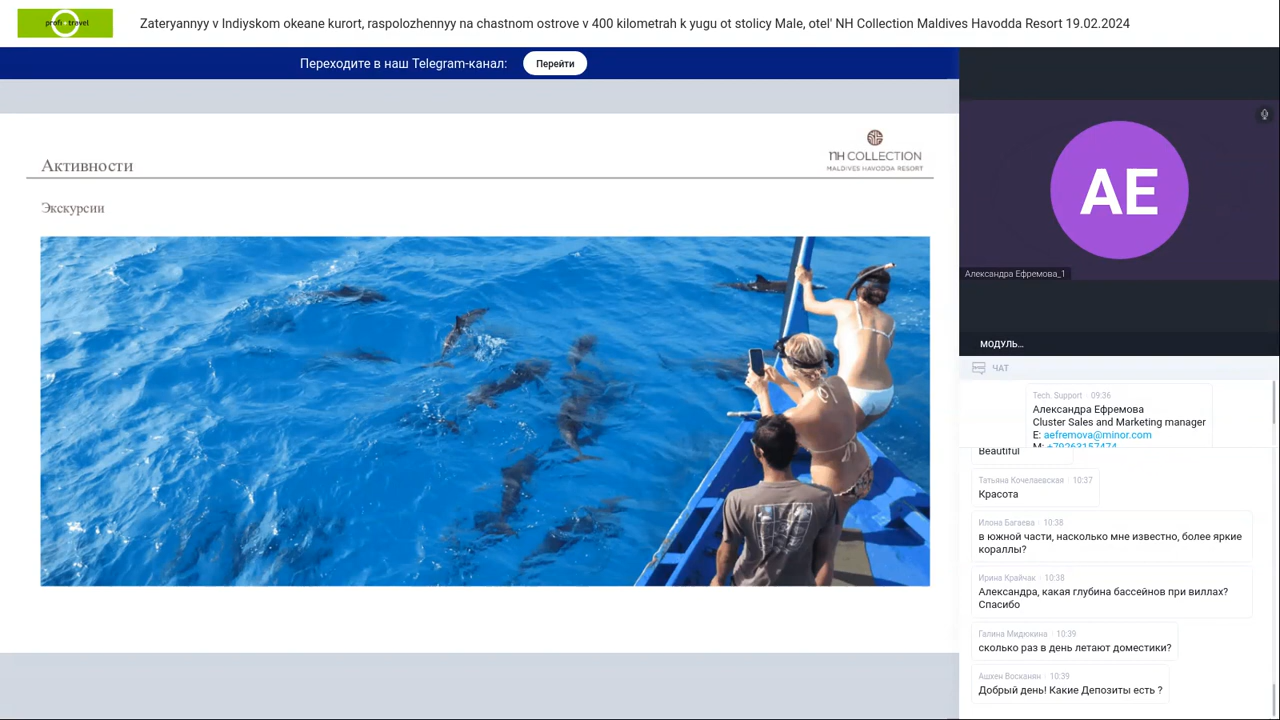 profi travel
Zateryannyy v Indiyskom okeane kurort, raspolozhennyy na ostrovnom ostrove v 400 kilometrah k yugu ot stolicy Male, otel' NH Collection Maldives Havodda Resort 19.02.2024
Переходите в наш Telegram-канал:
Перейти
Активности
NH COLLECTION
MALDIVES HAVODDA RESORT
Экскурсии
AE
Александра Ефремова_1
МОДУЛЬ...
ЧАТ
Tech. Support 09:36
Александра Ефремова
Cluster Sales and Marketing manager
E: aefremova@minor.com
M: +79263157474
Beautiful
Татьяна Кочелаевская 10:37
Красота
Илона Багаева 10:38
в южной части, насколько мне известно, более яркие
кораллы?
Ирина Крайчак 10:38
Александра, какая глубина бассейнов при виллах?
Спасибо
Галина Мидюкина 10:39
сколько раз в день летают доместики?
Ашхен Восканян 10:39
Добрый день! Какие Депозиты есть ?